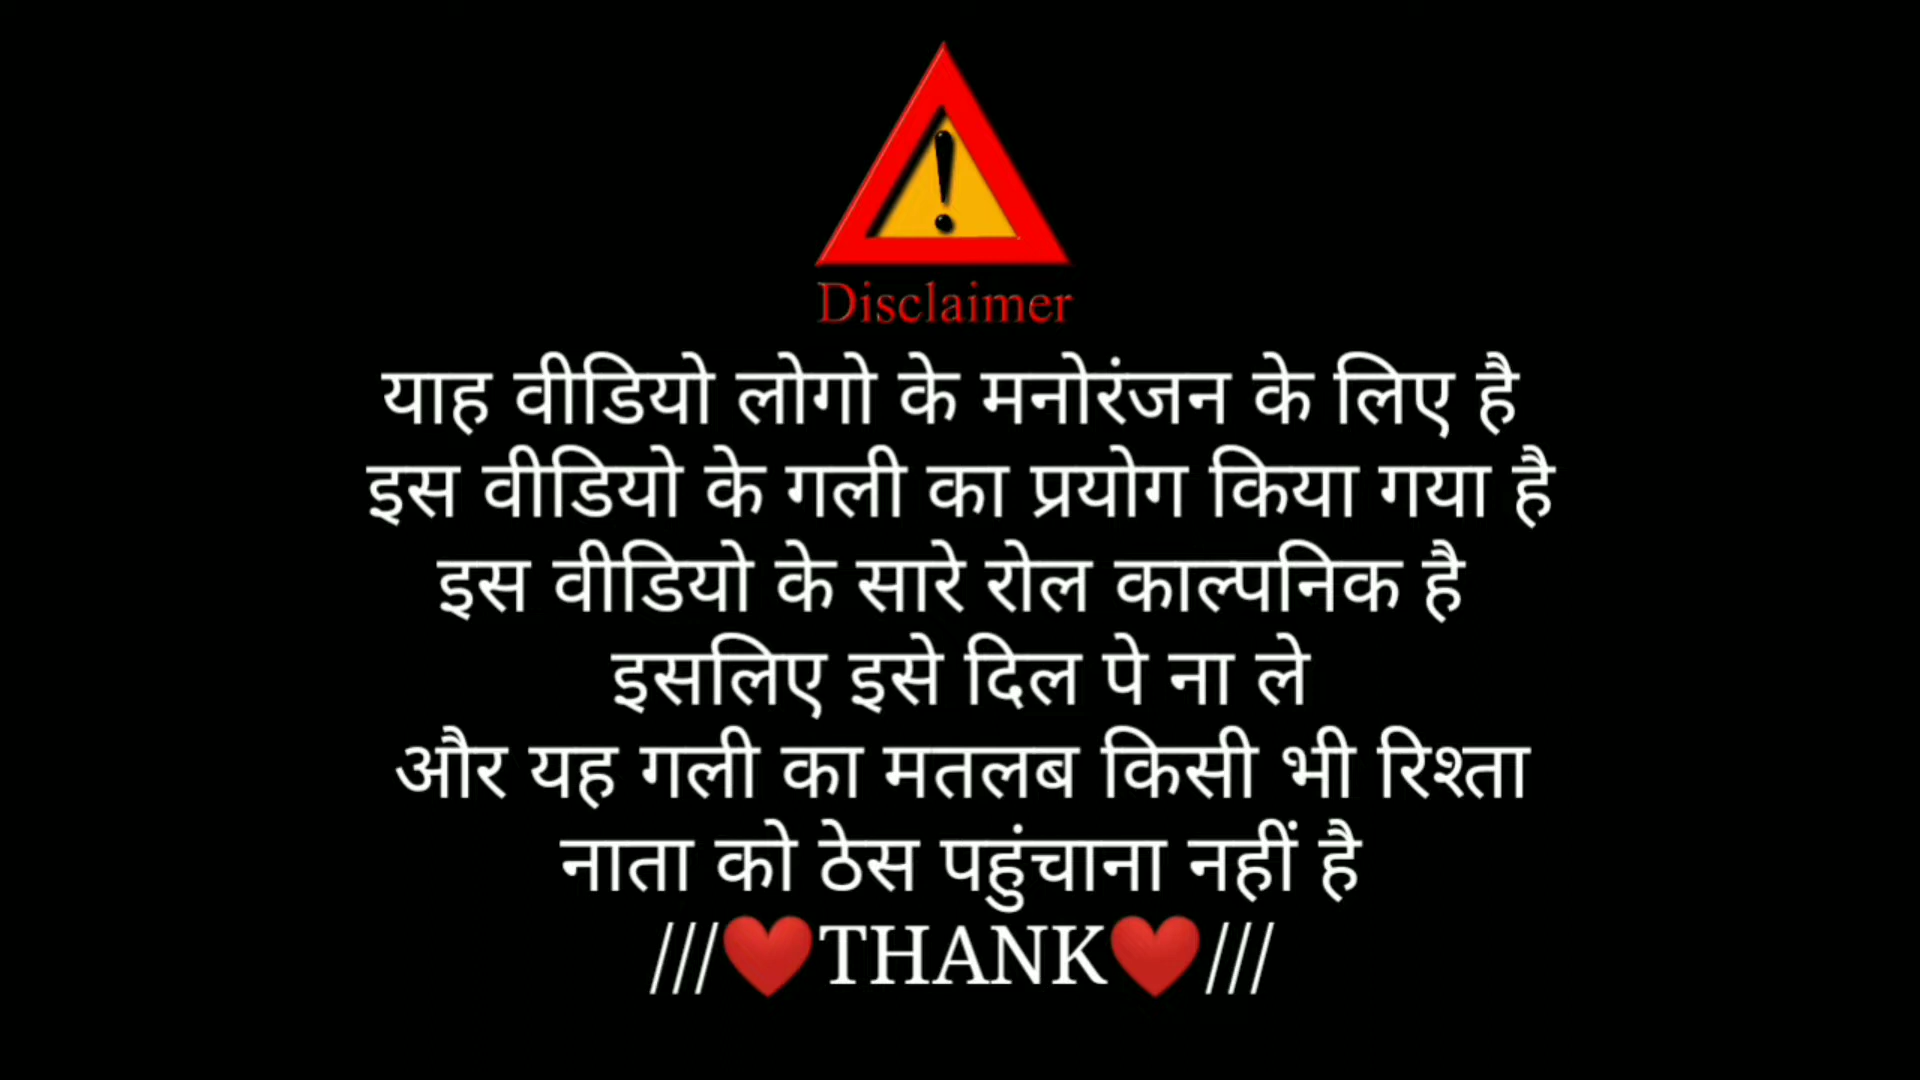 Disclaimer
याह वीडियो लोगो के मनोरंजन के लिए है
इस वीडियो के गली का प्रयोग किया गया है
इस वीडियो के सारे रोल काल्पनिक है
इसलिए इसे दिल पे ना ले
और यह गली का मतलब किसी भी रिश्ता
नाता को ठेस पहुंचाना नहीं है
///❤️THANK❤️///